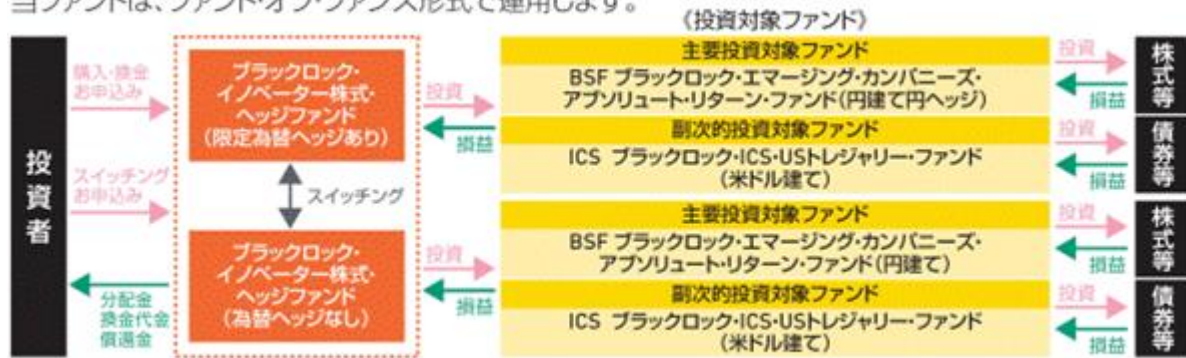 当ファンドは、ファンド・オブ・ファンズ形式で運用します。
《投資対象ファンド》
投資者
購入・換金
お申込み
スイッチング
お申込み
分配金
換金代金
償還金
ブラックロック・
イノベーター株式・
ヘッジファンド
(限定為替ヘッジあり)
スイッチング
ブラックロック・
イノベーター株式・
ヘッジファンド
(為替ヘッジなし)
投資
損益
投資
損益
主要投資対象ファンド
BSF ブラックロック・エマージング・カンパニーズ・
アブソリュート・リターン・ファンド(円建て円ヘッジ)
副次的投資対象ファンド
ICS ブラックロック・ICS・USトレジャリー・ファンド
(米ドル建て)
主要投資対象ファンド
BSF ブラックロック・エマージング・カンパニーズ・
アブソリュート・リターン・ファンド(円建て)
副次的投資対象ファンド
ICS ブラックロック・ICS・USトレジャリー・ファンド
(米ドル建て)
投資
損益
株式等
投資
損益
債券等
投資
損益
株式等
投資
損益
債券等